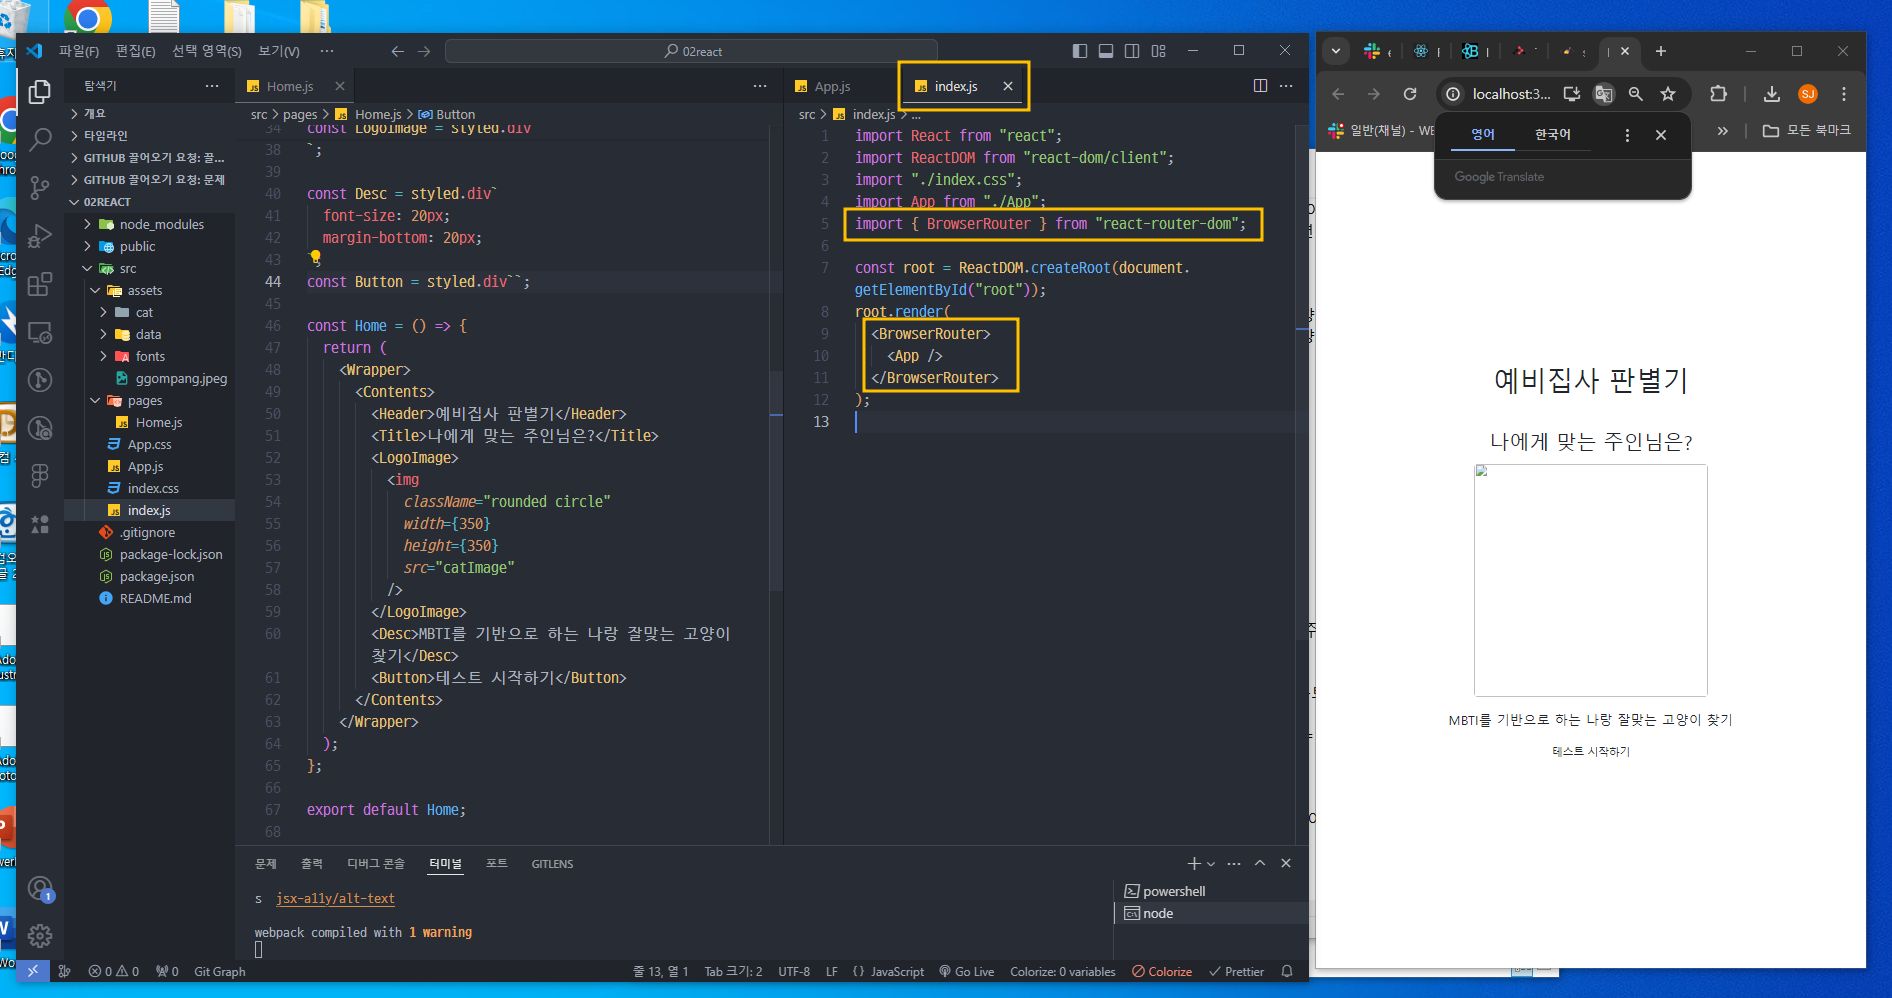 파일(F) 편집(E) 선택 영역(S) 보기(V) ···
02react
탐색기
개요
타임라인
GITHUB 끌어오기 요청: 끌...
GITHUB 끌어오기 요청: 문제
02REACT
node_modules
public
src
assets
cat
data
fonts
ggompang.jpeg
pages
Home.js
App.css
App.js
index.css
index.js
.gitignore
package-lock.json
package.json
README.md
Home.js
src > pages > Home.js > Button
34 const LogoImage = styled.div
38 `;
39
40 const Desc = styled.div`
41 font-size: 20px;
42 margin-bottom: 20px;
43 `;
44 const Button = styled.div``;
45
46 const Home = () => {
47 return (
48 <Wrapper>
49 <Contents>
50 <Header>예비집사 판별기</Header>
51 <Title>나에게 맞는 주인님은?</Title>
52 <LogoImage>
53 <img
54 className="rounded circle"
55 width={350}
56 height={350}
57 src="catImage"
58 />
59 </LogoImage>
60 <Desc>MBTI를 기반으로 하는 나랑 잘맞는 고양이
찾기</Desc>
61 <Button>테스트 시작하기</Button>
62 </Contents>
63 </Wrapper>
64 );
65 };
66
67 export default Home;
68
App.js
index.js
src > index.js > ...
1 import React from "react";
2 import ReactDOM from "react-dom/client";
3 import "./index.css";
4 import App from "./App";
5 import { BrowserRouter } from "react-router-dom";
6
7 const root = ReactDOM.createRoot(document.
getElementById("root"));
8 root.render(
9 <BrowserRouter>
10 <App />
11 </BrowserRouter>
12 );
13
문제 출력 디버그 콘솔 터미널 포트 GITLENS
s jsx-a11y/alt-text
webpack compiled with 1 warning
powershell
node
0 0 0 Git Graph
줄 13, 열 1 Tab 크기: 2 UTF-8 LF {} JavaScript Go Live Colorize: 0 variables Colorize Prettier
localhost:3...
SJ
일반(채널) - WE
모든 북마크
영어 한국어
Google Translate
예비집사 판별기
나에게 맞는 주인님은?
MBTI를 기반으로 하는 나랑 잘맞는 고양이 찾기
테스트 시작하기